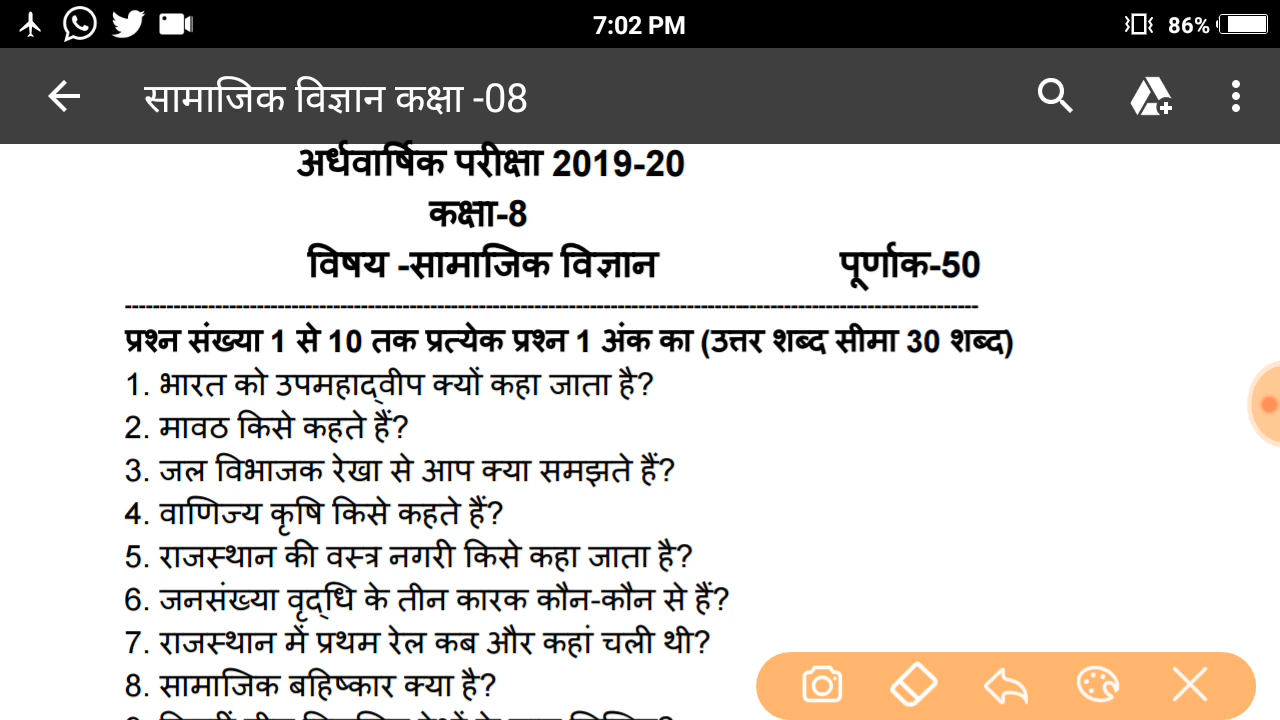 7:02 PM
86%
सामाजिक विज्ञान कक्षा -08
अर्धवार्षिक परीक्षा 2019-20
कक्षा-8
विषय -सामाजिक विज्ञान पूर्णाक-50
प्रश्न संख्या 1 से 10 तक प्रत्येक प्रश्न 1 अंक का (उत्तर शब्द सीमा 30 शब्द)
1. भारत को उपमहाद्वीप क्यों कहा जाता है?
2. मावठ किसे कहते हैं?
3. जल विभाजक रेखा से आप क्या समझते हैं?
4. वाणिज्य कृषि किसे कहते हैं?
5. राजस्थान की वस्त्र नगरी किसे कहा जाता है?
6. जनसंख्या वृद्धि के तीन कारक कौन-कौन से हैं?
7. राजस्थान में प्रथम रेल कब और कहां चली थी?
8. सामाजिक बहिष्कार क्या है?